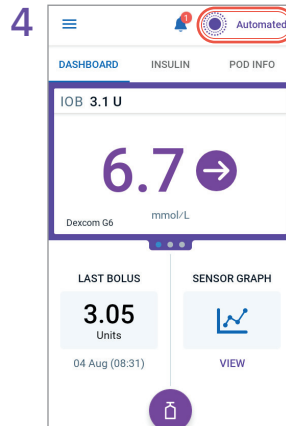 4
1
Automated
DASHBOARD INSULIN POD INFO
IOB 3.1 U
6.7
mmol/L
Dexcom G6
LAST BOLUS SENSOR GRAPH
3.05
Units
04 Aug (08:31) VIEW